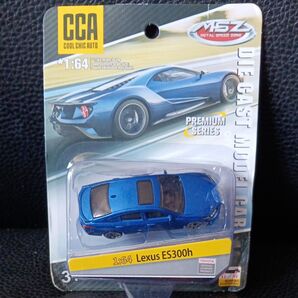 CCA
COOL CHIC AUTO
1:64
MSZ
METAL SPEED ZONE
PREMIUM
SERIES
DIE CAST MODEL CAR
1:64 Lexus ES300h
3+